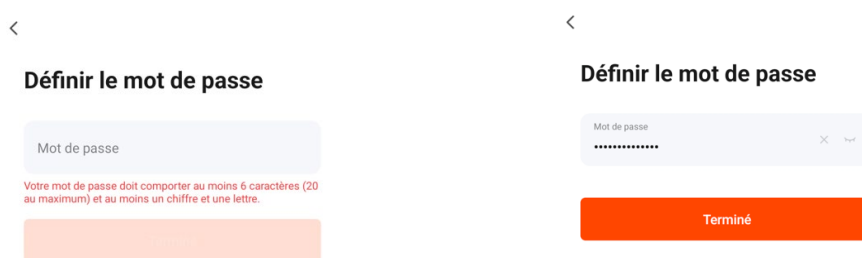 Définir le mot de passe
Mot de passe
Votre mot de passe doit comporter au moins 6 caractères (20
au maximum) et au moins un chiffre et une lettre.
Définir le mot de passe
Mot de passe
••••••••••••••
Terminé